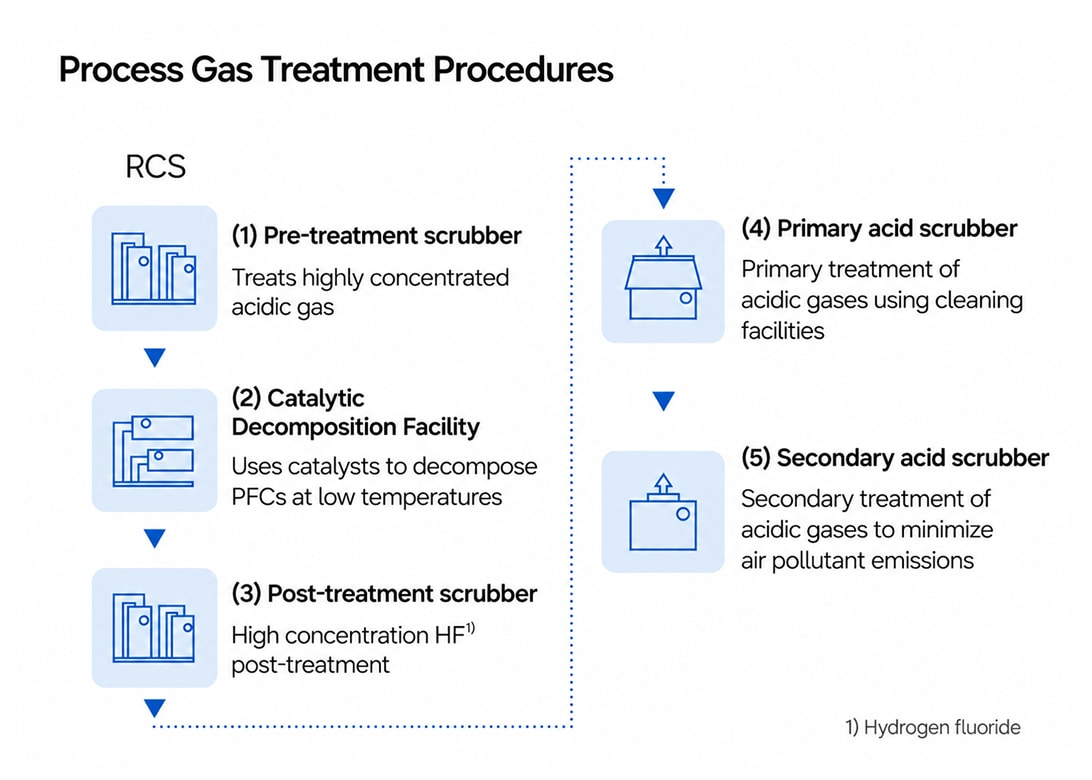 Process Gas Treatment Procedures
RCS
(1) Pre-treatment scrubber
Treats highly concentrated
acidic gas
(2) Catalytic
Decomposition Facility
Uses catalysts to decompose
PFCs at low temperatures
(3) Post-treatment scrubber
High concentration HF¹⁾
post-treatment
(4) Primary acid scrubber
Primary treatment of
acidic gases using cleaning
facilities
(5) Secondary acid scrubber
Secondary treatment of
acidic gases to minimize
air pollutant emissions
1) Hydrogen fluoride